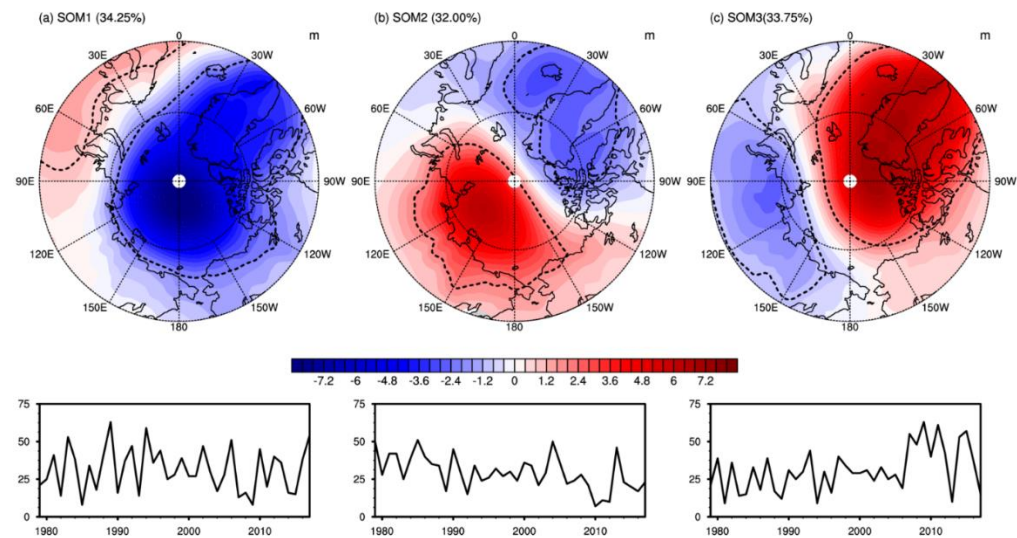 (a) SOM1 (34.25%)
m
0
30E
30W
60E
60W
90E
90W
120E
120W
150E
150W
180
(b) SOM2 (32.00%)
m
0
30E
30W
60E
60W
90E
90W
120E
120W
150E
150W
180
(c) SOM3(33.75%)
m
0
30E
30W
60E
60W
90E
90W
120E
120W
150E
150W
180
-7.2 -6 -4.8 -3.6 -2.4 -1.2 0 1.2 2.4 3.6 4.8 6 7.2
75
50
25
0
1980 1990 2000 2010
75
50
25
0
1980 1990 2000 2010
75
50
25
0
1980 1990 2000 2010